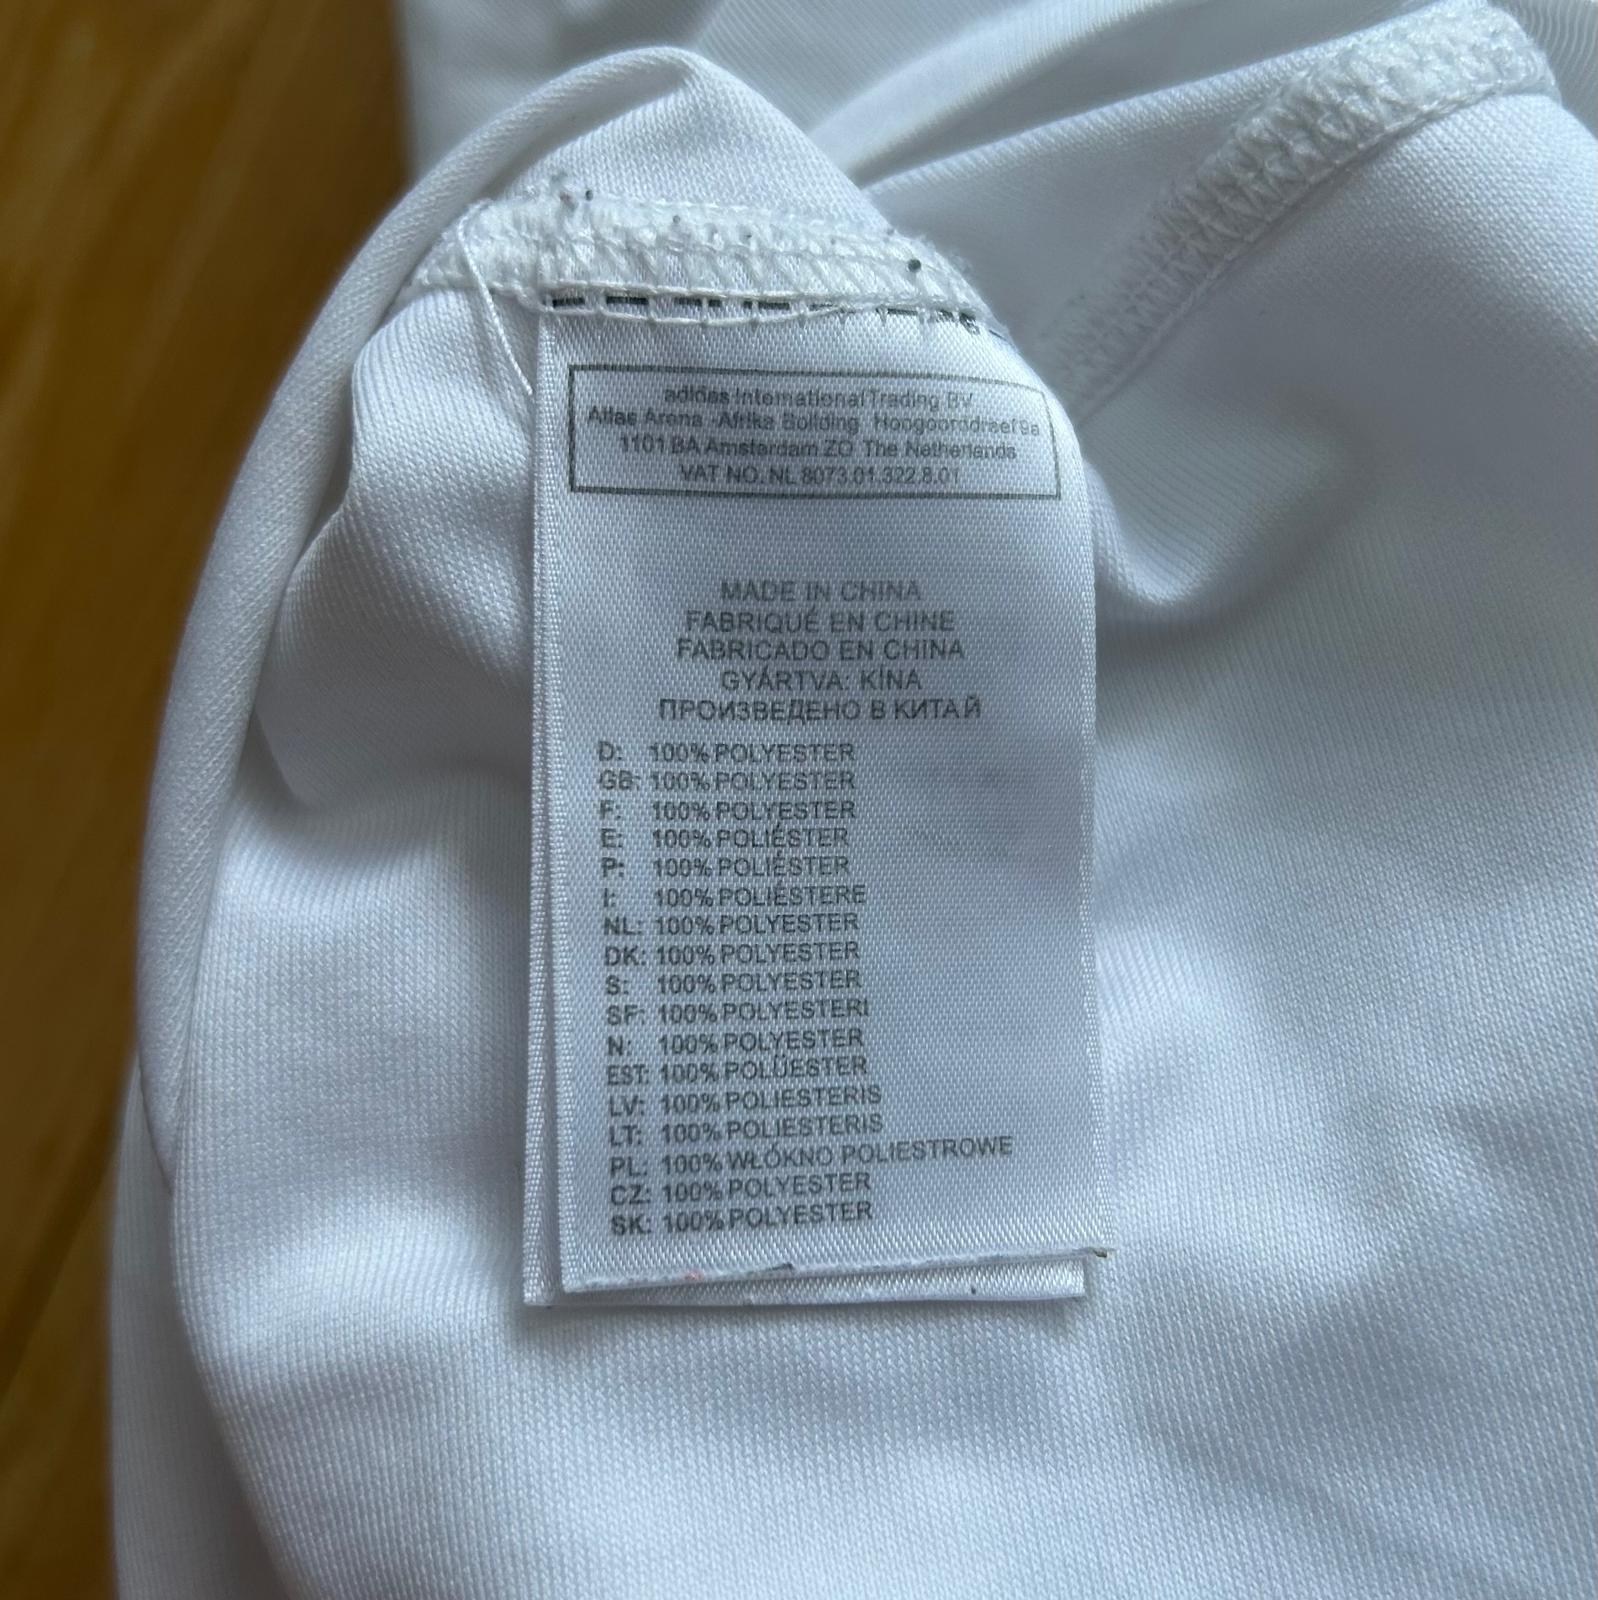 adidas International Trading BV
Atlas Arena -Afrika Building Hoogoorddreef 9a
1101 BA Amsterdam ZO The Netherlands
VAT NO. NL 8073.01.322.8.01
MADE IN CHINA
FABRIQUÉ EN CHINE
FABRICADO EN CHINA
GYÁRTVA: KÍNA
ПРОИЗВЕДЕНО В КИТАЙ
D: 100% POLYESTER
GB: 100% POLYESTER
F: 100% POLYESTER
E: 100% POLIÉSTER
P: 100% POLIÉSTER
I: 100% POLIÉSTERE
NL: 100% POLYESTER
DK: 100% POLYESTER
S: 100% POLYESTER
SF: 100% POLYESTERI
N: 100% POLYESTER
EST: 100% POLÜESTER
LV: 100% POLIESTERIS
LT: 100% POLIESTERIS
PL: 100% WŁÓKNO POLIESTROWE
CZ: 100% POLYESTER
SK: 100% POLYESTER